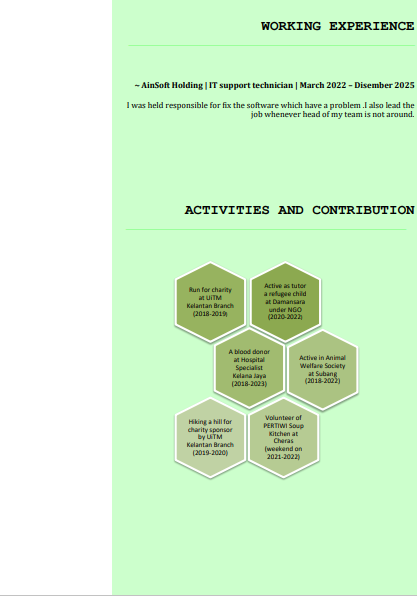 WORKING EXPERIENCE
~ AinSoft Holding | IT support technician | March 2022 – Disember 2025
I was held responsible for fix the software which have a problem .I also lead the
job whenever head of my team is not around.
ACTIVITIES AND CONTRIBUTION
Run for charity
at UiTM
Kelantan Branch
(2018-2019)
Active as tutor
a refugee child
at Damansara
under NGO
(2020-2022)
A blood donor
at Hospital
Specialist
Kelana Jaya
(2018-2023)
Active in Animal
Welfare Society
at Subang
(2018-2022)
Hiking a hill for
charity sponsor
by UiTM
Kelantan Branch
(2019-2020)
Volunteer of
PERTIWI Soup
Kitchen at
Cheras
(weekend on
2021-2022)